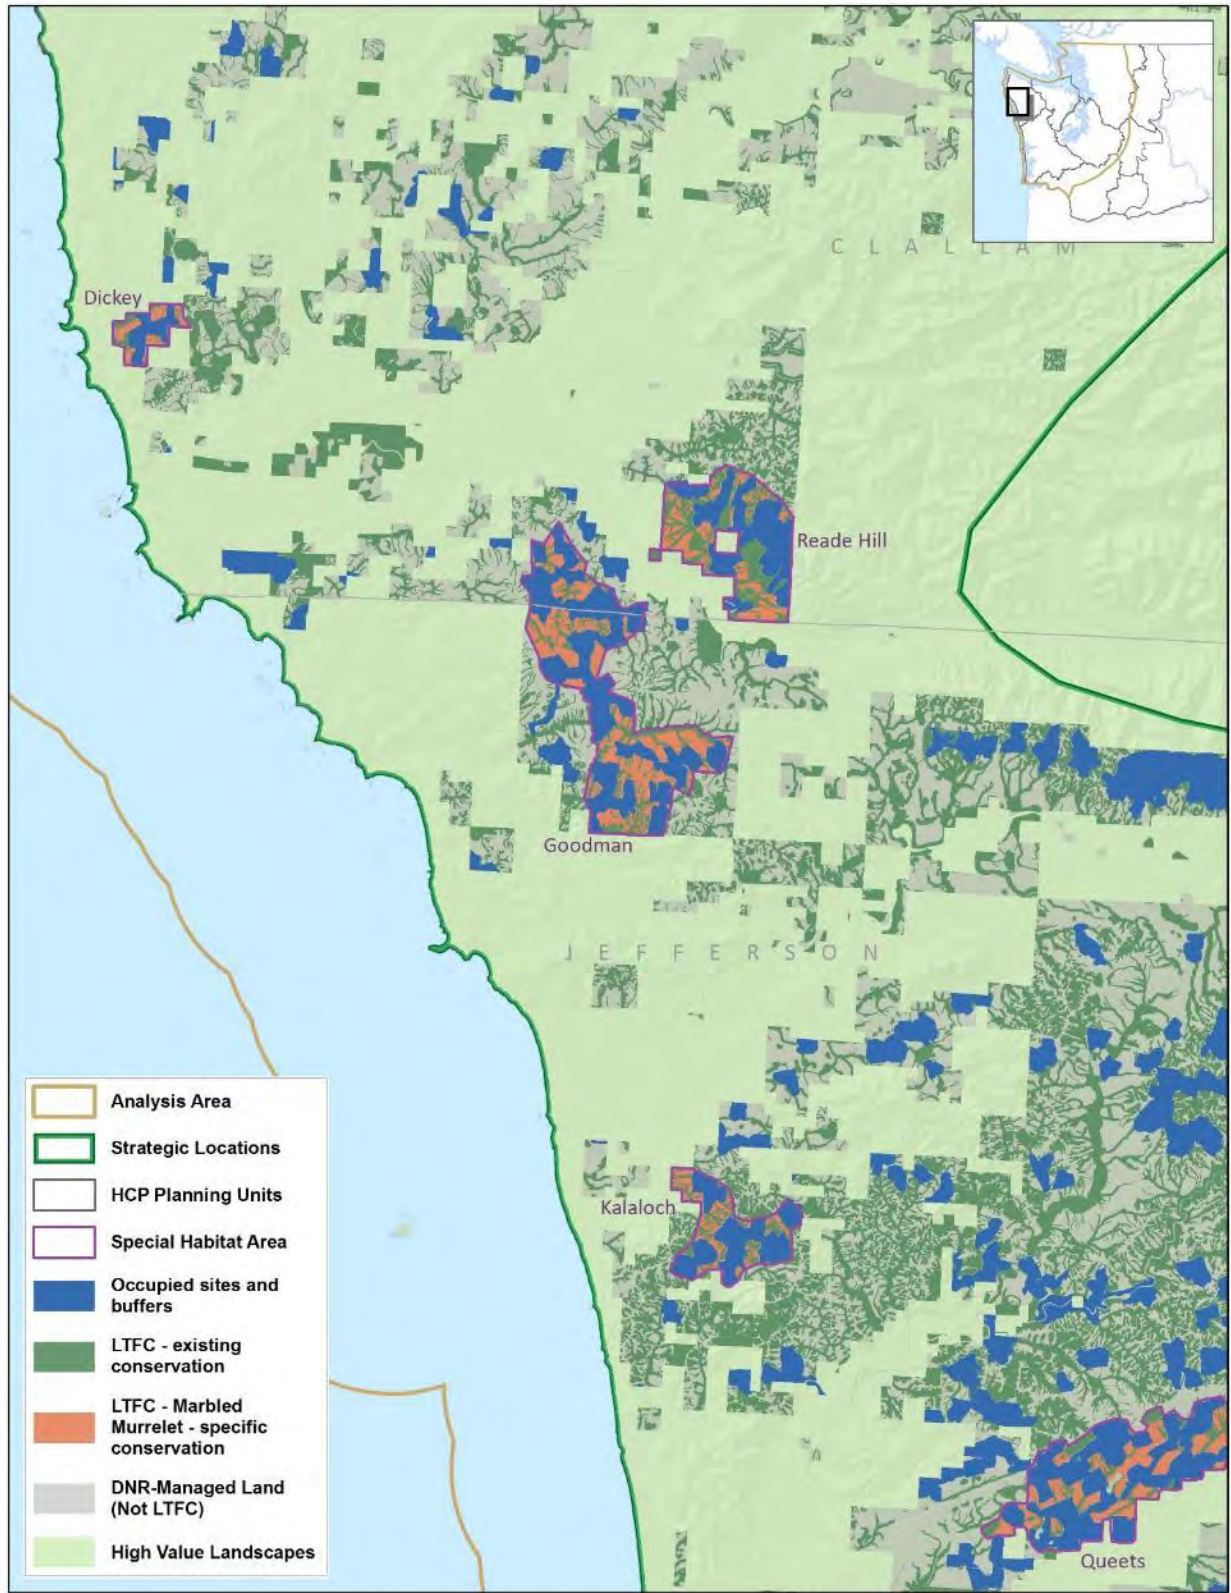 CLALLAM
Dickey
Reade Hill
Goodman
JEFFERSON
Kalaloch
Queets
Analysis Area
Strategic Locations
HCP Planning Units
Special Habitat Area
Occupied sites and
buffers
LTFC - existing
conservation
LTFC - Marbled
Murrelet - specific
conservation
DNR-Managed Land
(Not LTFC)
High Value Landscapes